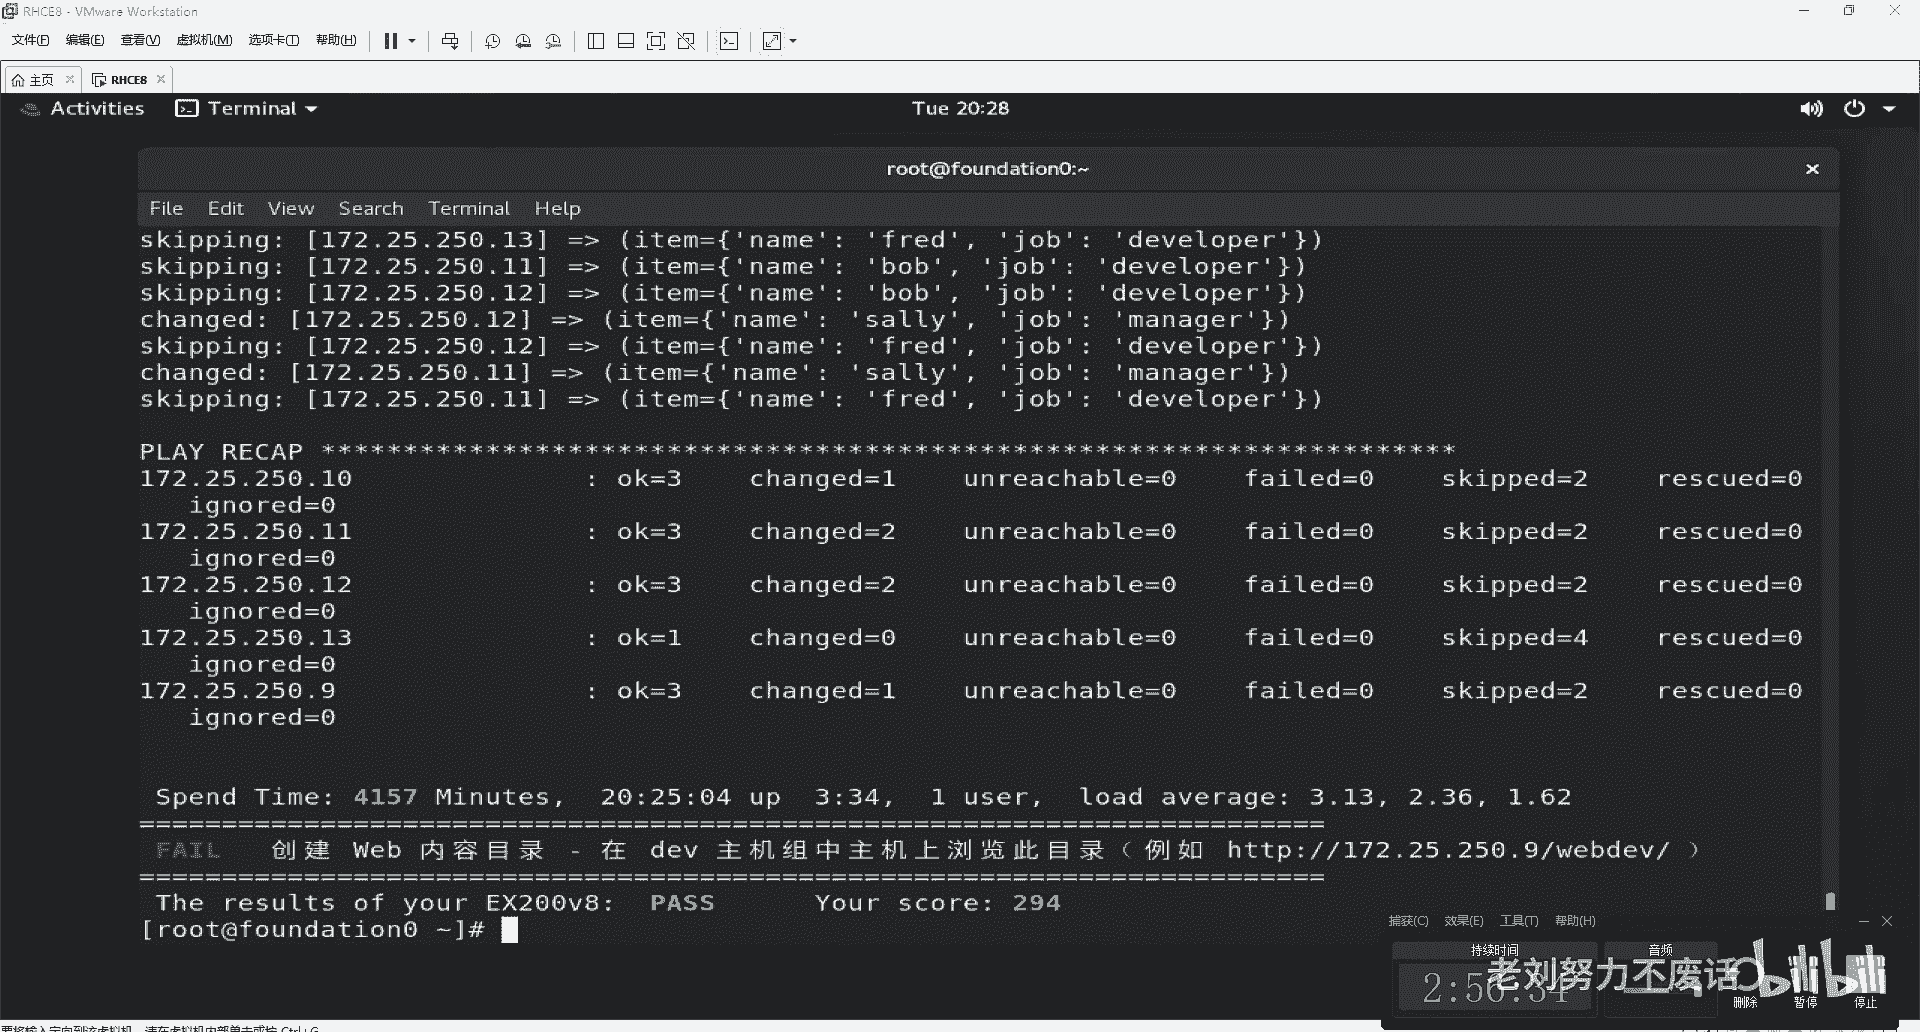 RHCE8 - VMware Workstation
文件(F) 编辑(E) 查看(V) 虚拟机(M) 选项卡(T) 帮助(H)
主页 RHCE8
Activities Terminal Tue 20:28
root@foundation0:~
File Edit View Search Terminal Help
skipping: [172.25.250.13] => (item={'name': 'fred', 'job': 'developer'})
skipping: [172.25.250.11] => (item={'name': 'bob', 'job': 'developer'})
skipping: [172.25.250.12] => (item={'name': 'bob', 'job': 'developer'})
changed: [172.25.250.12] => (item={'name': 'sally', 'job': 'manager'})
skipping: [172.25.250.12] => (item={'name': 'fred', 'job': 'developer'})
changed: [172.25.250.11] => (item={'name': 'sally', 'job': 'manager'})
skipping: [172.25.250.11] => (item={'name': 'fred', 'job': 'developer'})
PLAY RECAP *********************************************************************
172.25.250.10 : ok=3 changed=1 unreachable=0 failed=0 skipped=2 rescued=0
ignored=0
172.25.250.11 : ok=3 changed=2 unreachable=0 failed=0 skipped=2 rescued=0
ignored=0
172.25.250.12 : ok=3 changed=2 unreachable=0 failed=0 skipped=2 rescued=0
ignored=0
172.25.250.13 : ok=1 changed=0 unreachable=0 failed=0 skipped=4 rescued=0
ignored=0
172.25.250.9 : ok=3 changed=1 unreachable=0 failed=0 skipped=2 rescued=0
ignored=0
Spend Time: 4157 Minutes, 20:25:04 up 3:34, 1 user, load average: 3.13, 2.36, 1.62
========================================================================
FAIL 创建 Web 内容目录 - 在 dev 主机组中主机上浏览此目录（ 例如 http://172.25.250.9/webdev/ ）
========================================================================
The results of your EX200v8: PASS Your score: 294
[root@foundation0 ~]#
捕获(C) 效果(E) 工具(T) 帮助(H)
持续时间 音频
老刘努力不废话 bilibili
删除 暂停 停止